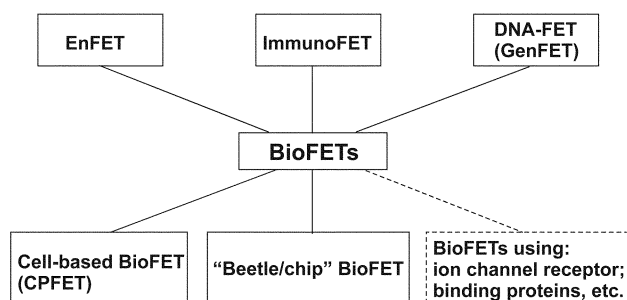 EnFET
ImmunoFET
DNA-FET
(GenFET)
BioFETs
Cell-based BioFET
(CPFET)
“Beetle/chip” BioFET
BioFETs using:
ion channel receptor;
binding proteins, etc.